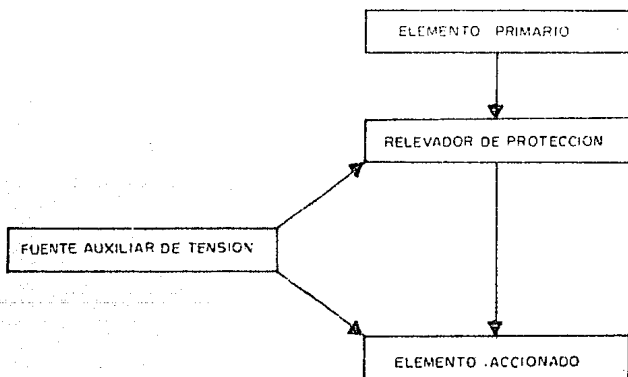 ELEMENTO PRIMARIO
RELEVADOR DE PROTECCION
FUENTE AUXILIAR DE TENSION
ELEMENTO ACCIONADO